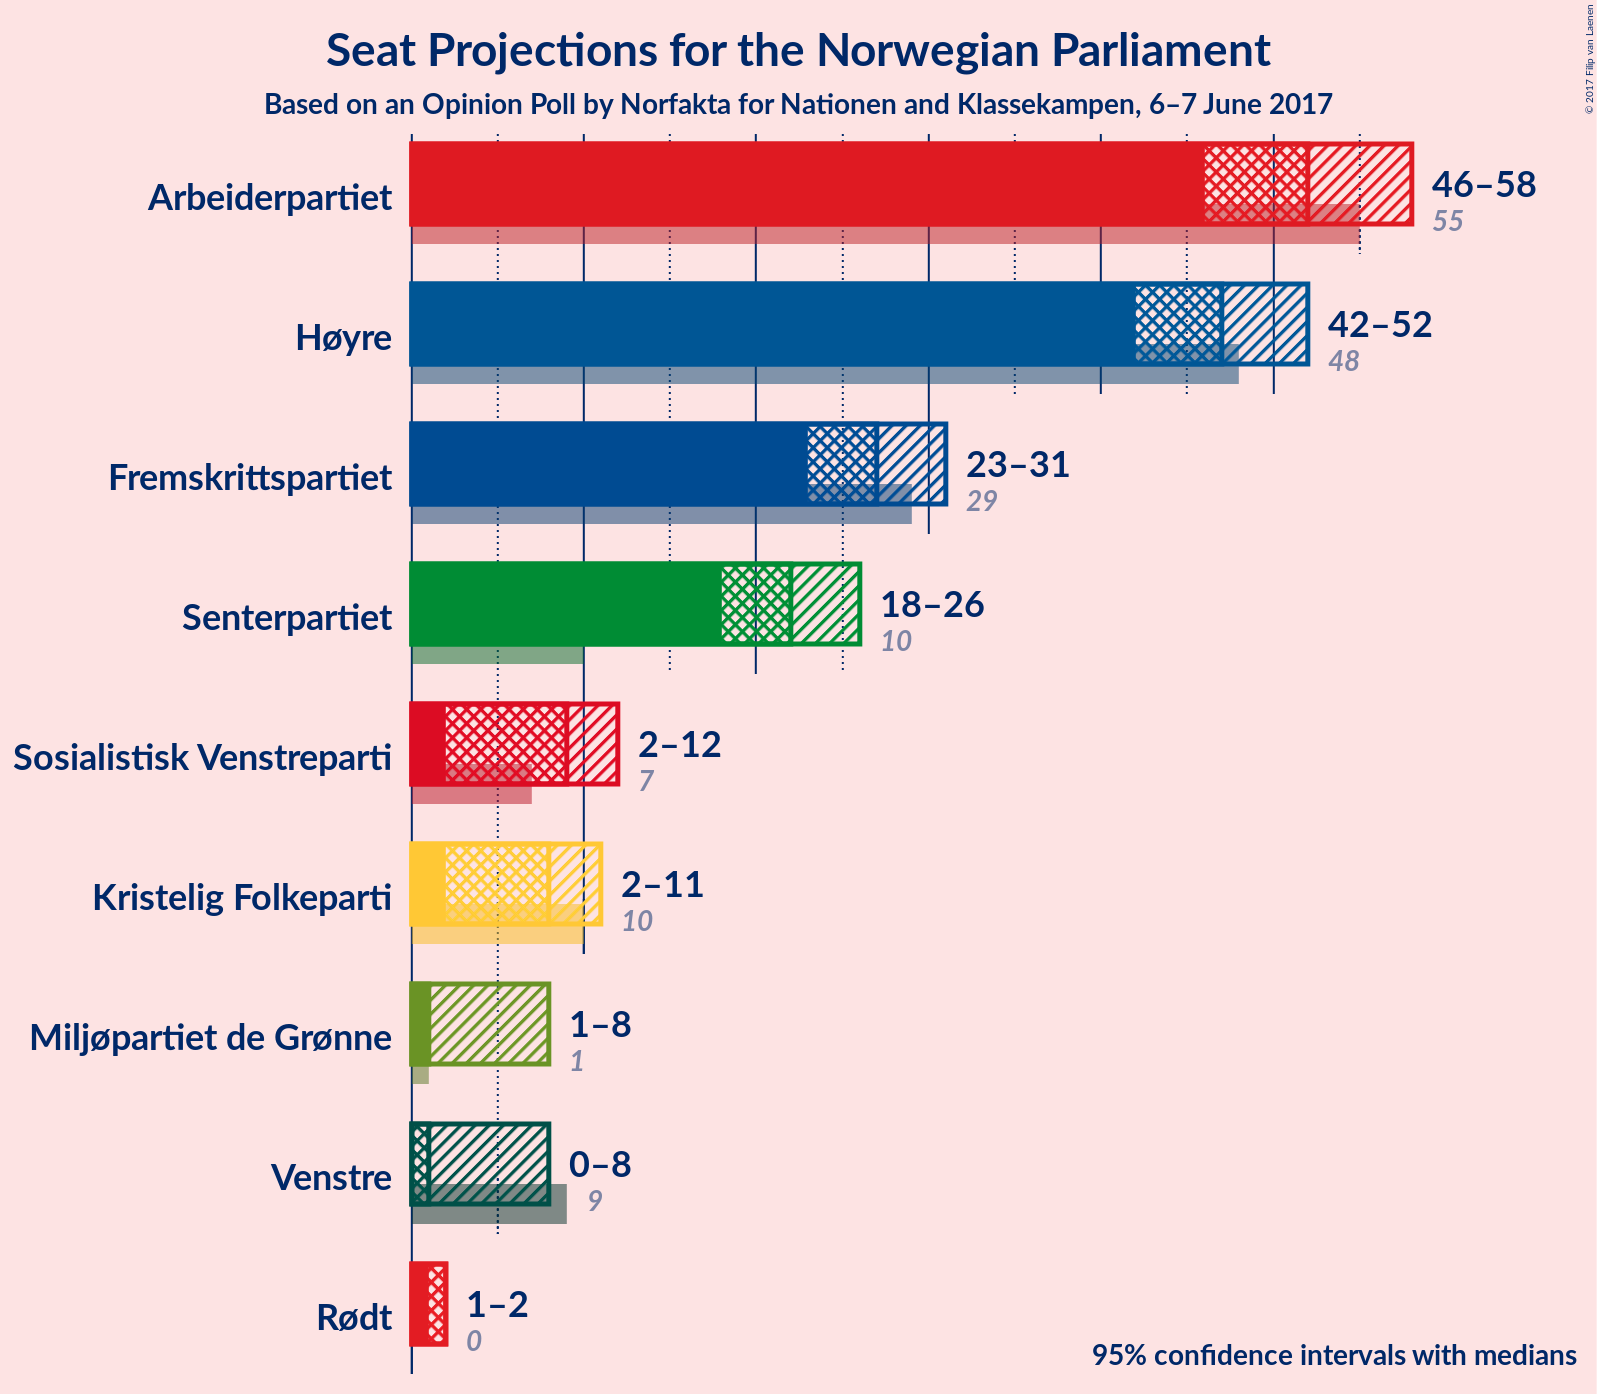 Seat Projections for the Norwegian Parliament
Based on an Opinion Poll by Norfakta for Nationen and Klassekampen, 6–7 June 2017
© 2017 Filip van Laenen
Arbeiderpartiet
46–58
55
Høyre
42–52
48
Fremskrittspartiet
23–31
29
Senterpartiet
18–26
10
Sosialistisk Venstreparti
2–12
7
Kristelig Folkeparti
2–11
10
Miljøpartiet de Grønne
1–8
1
Venstre
0–8
9
Rødt
1–2
0
95% confidence intervals with medians